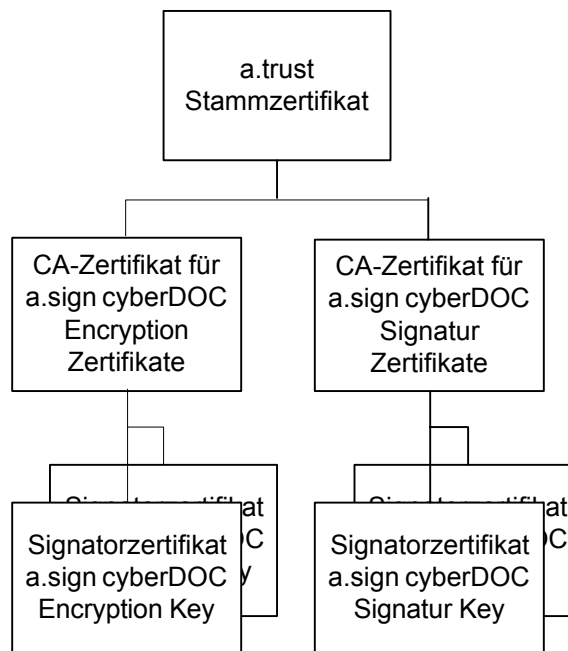 a.trust
Stammzertifikat
CA-Zertifikat für
a.sign cyberDOC
Encryption
Zertifikate
CA-Zertifikat für
a.sign cyberDOC
Signatur
Zertifikate
Signatorzertifikat
Signatorzertifikat
a.sign cyberDOC
Encryption Key
Signatorzertifikat
a.sign cyberDOC
Signatur Key